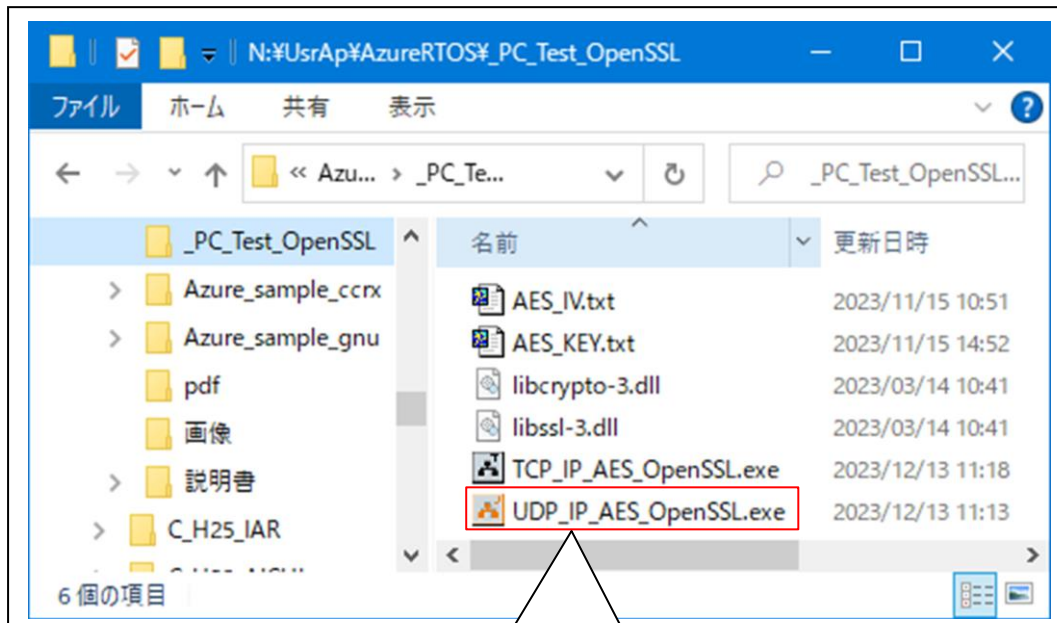 N:¥UsrAp¥AzureRTOS¥_PC_Test_OpenSSL
ファイル ホーム 共有 表示
« Azu... › _PC_Te... _PC_Test_OpenSSL...
_PC_Test_OpenSSL
Azure_sample_ccrx
Azure_sample_gnu
pdf
画像
説明書
C_H25_IAR
名前 更新日時
AES_IV.txt 2023/11/15 10:51
AES_KEY.txt 2023/11/15 14:52
libcrypto-3.dll 2023/03/14 10:41
libssl-3.dll 2023/03/14 10:41
TCP_IP_AES_OpenSSL.exe 2023/12/13 11:18
UDP_IP_AES_OpenSSL.exe 2023/12/13 11:13
6 個の項目